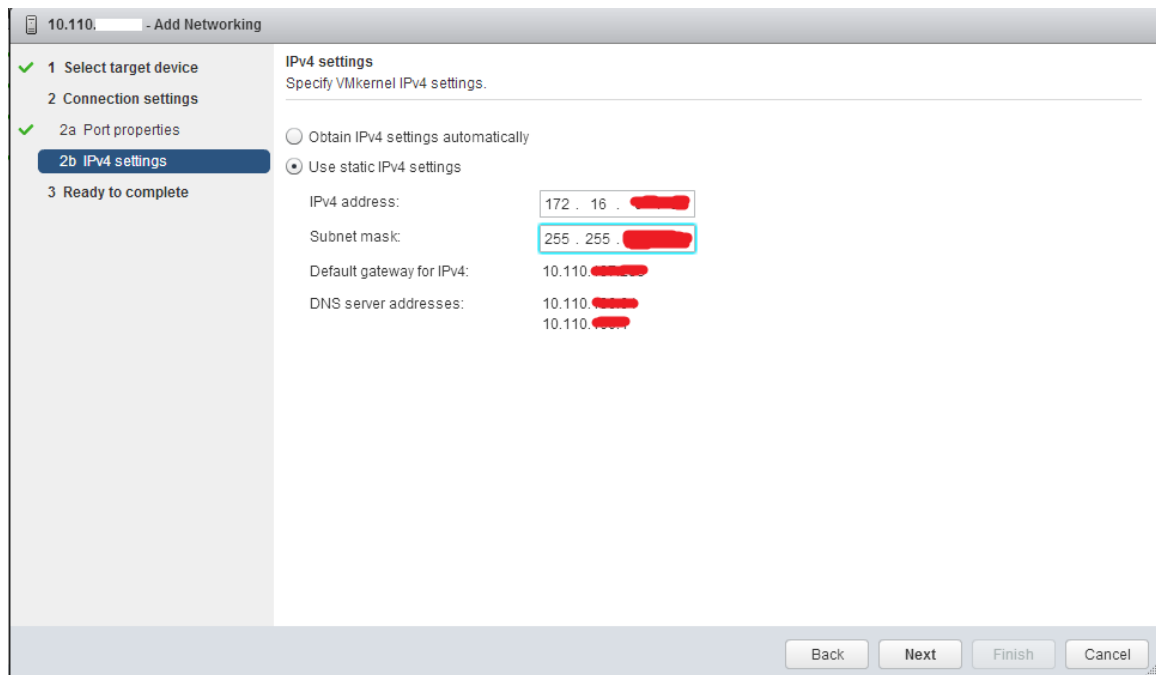 10.110. - Add Networking
1 Select target device
2 Connection settings
2a Port properties
2b IPv4 settings
3 Ready to complete
IPv4 settings
Specify VMkernel IPv4 settings.
Obtain IPv4 settings automatically
Use static IPv4 settings
IPv4 address: 172 . 16 .
Subnet mask: 255 . 255 .
Default gateway for IPv4: 10.110.
DNS server addresses: 10.110.
10.110.
Back Next Finish Cancel